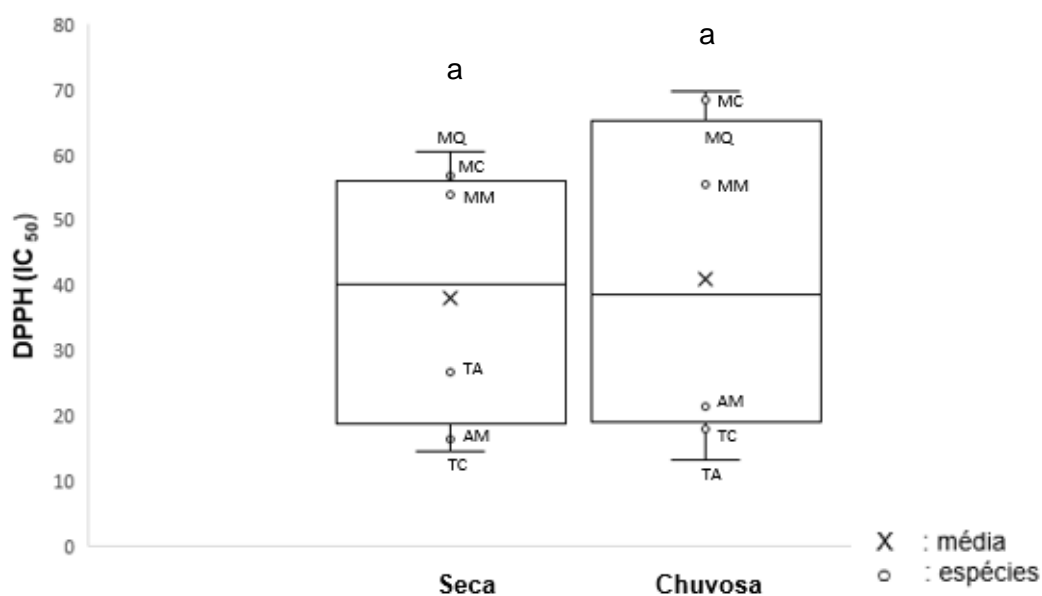 80
70
60
50
40
30
20
10
0
DPPH (IC 50)
a
MQ
MC
MM
TA
AM
TC
a
MC
MQ
MM
AM
TC
TA
Seca
Chuvosa
X : média
o : espécies